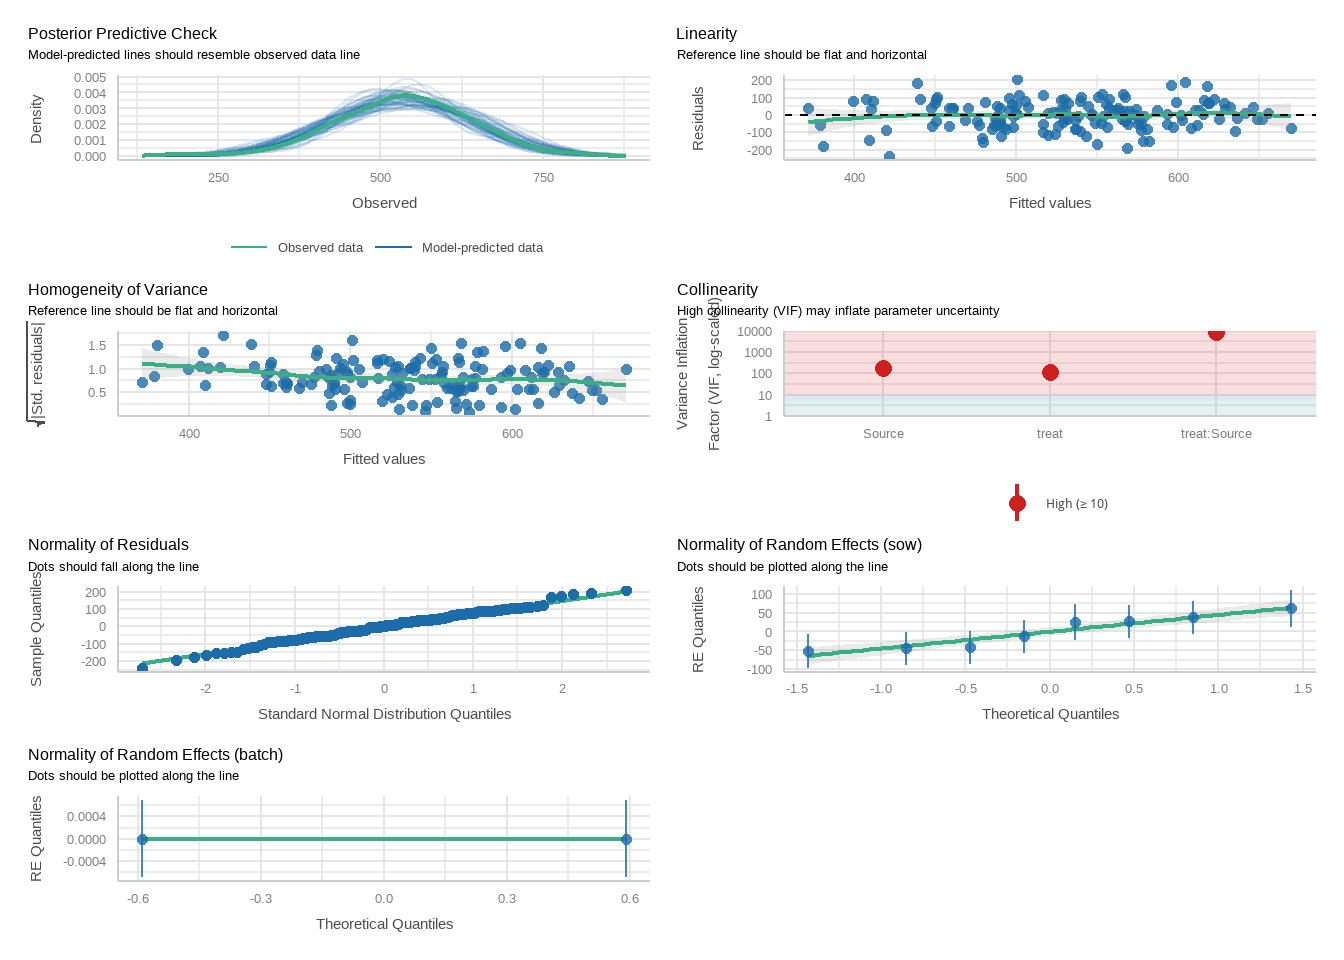 Posterior Predictive Check
Model-predicted lines should resemble observed data line
Density
0.005
0.004
0.003
0.002
0.001
0.000
250
500
750
Observed
Observed data
Model-predicted data
Linearity
Reference line should be flat and horizontal
Residuals
200
100
0
-100
-200
400
500
600
Fitted values
Homogeneity of Variance
Reference line should be flat and horizontal
√|Std. residuals|
1.5
1.0
0.5
400
500
600
Fitted values
Collinearity
High collinearity (VIF) may inflate parameter uncertainty
Variance Inflation
Factor (VIF, log-scaled)
10000
1000
100
10
1
Source
treat
treat:Source
High (≥ 10)
Normality of Residuals
Dots should fall along the line
Sample Quantiles
200
100
0
-100
-200
-2
-1
0
1
2
Standard Normal Distribution Quantiles
Normality of Random Effects (sow)
Dots should be plotted along the line
RE Quantiles
100
50
0
-50
-100
-1.5
-1.0
-0.5
0.0
0.5
1.0
1.5
Theoretical Quantiles
Normality of Random Effects (batch)
Dots should be plotted along the line
RE Quantiles
0.0004
0.0000
-0.0004
-0.6
-0.3
0.0
0.3
0.6
Theoretical Quantiles